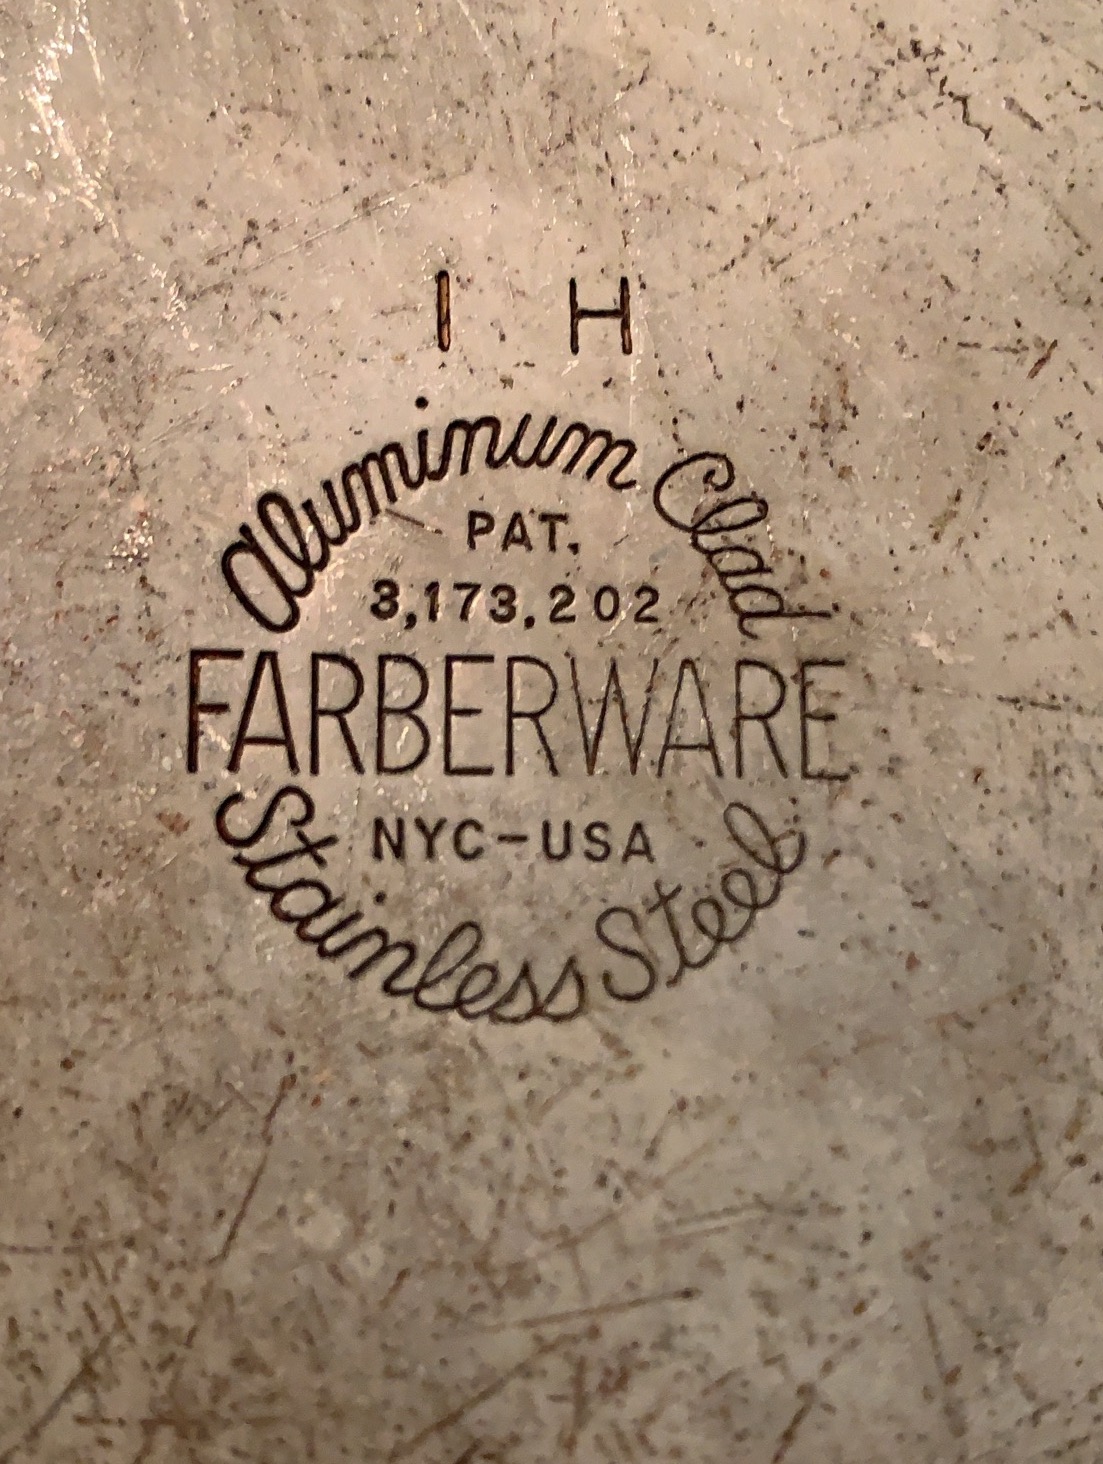 I H
Aluminum Clad
PAT.
3,173,202
FARBERWARE
NYC-USA
Stainless Steel